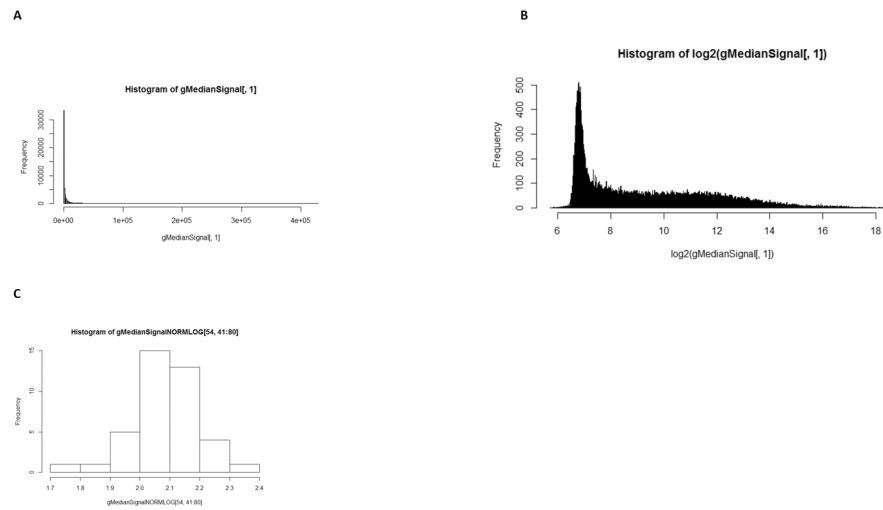 A
Histogram of gMedianSignal[, 1]
Frequency
0 10000 20000 30000
0e+00 1e+05 2e+05 3e+05 4e+05
gMedianSignal[, 1]
B
Histogram of log2(gMedianSignal[, 1])
Frequency
0 100 200 300 400 500
6 8 10 12 14 16 18
log2(gMedianSignal[, 1])
C
Histogram of gMedianSignalNORMLOG[54, 41:80]
Frequency
0 5 10 15
1.7 1.8 1.9 2.0 2.1 2.2 2.3 2.4
gMedianSignalNORMLOG[54, 41:80]